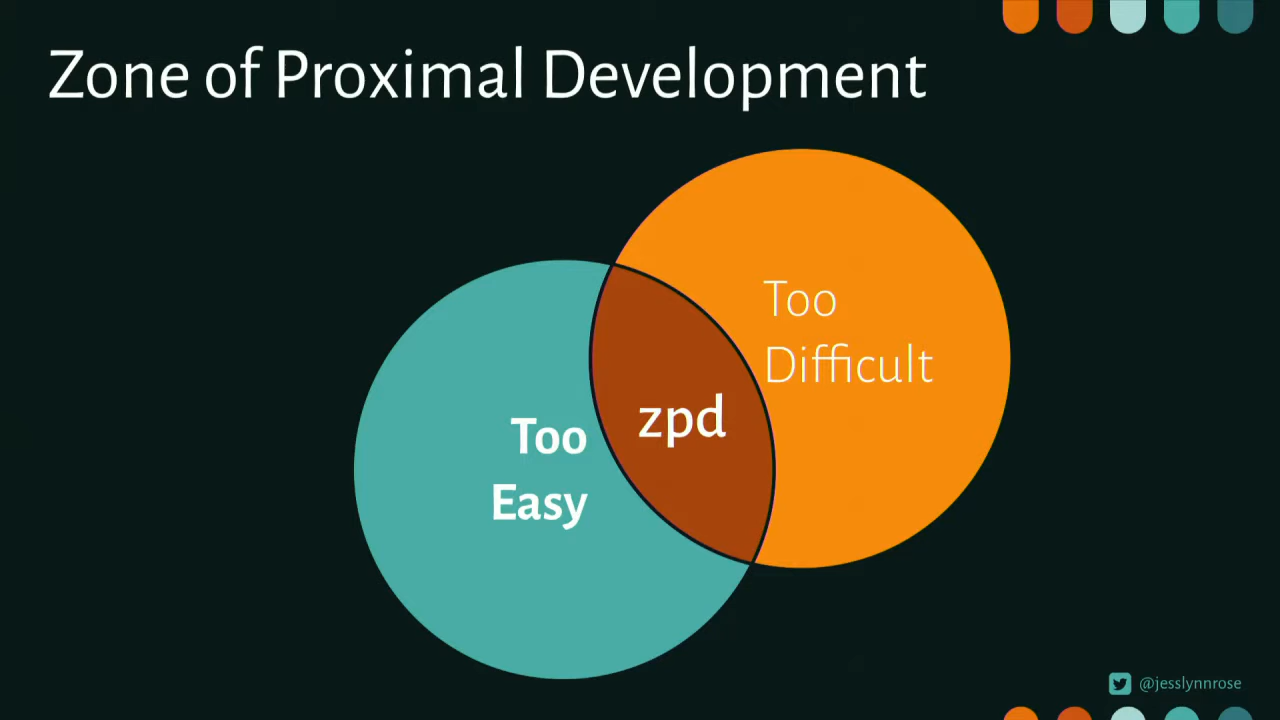 Zone of Proximal Development
Too
Difficult
zpd
Too
Easy
@jesslynnrose